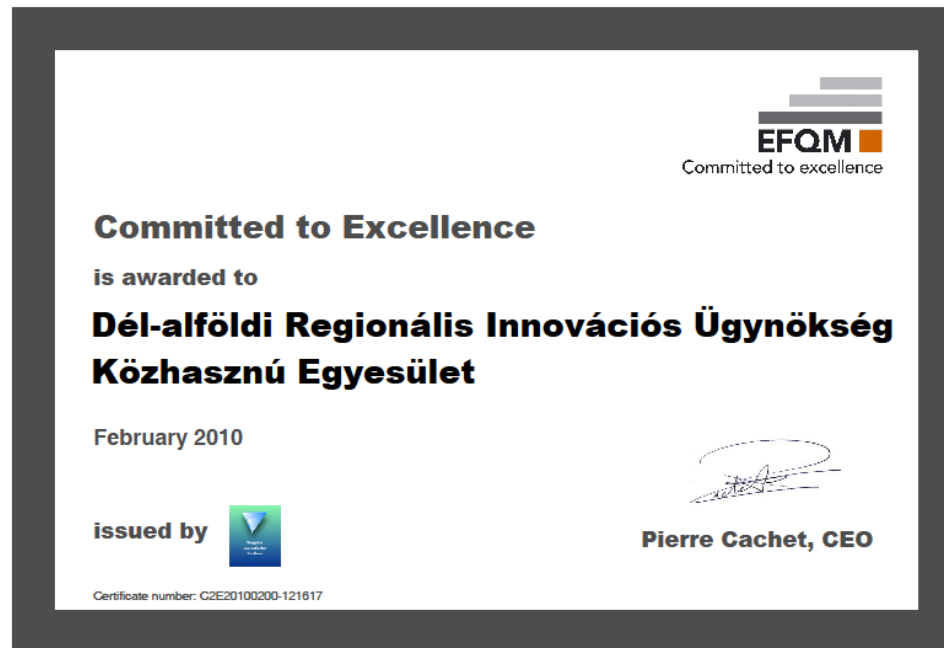 EFQM
Committed to excellence
Committed to Excellence
is awarded to
Dél-alföldi Regionális Innovációs Ügynökség
Közhasznú Egyesület
February 2010
issued by
Pierre Cachet, CEO
Certificate number: C2E20100200-121617